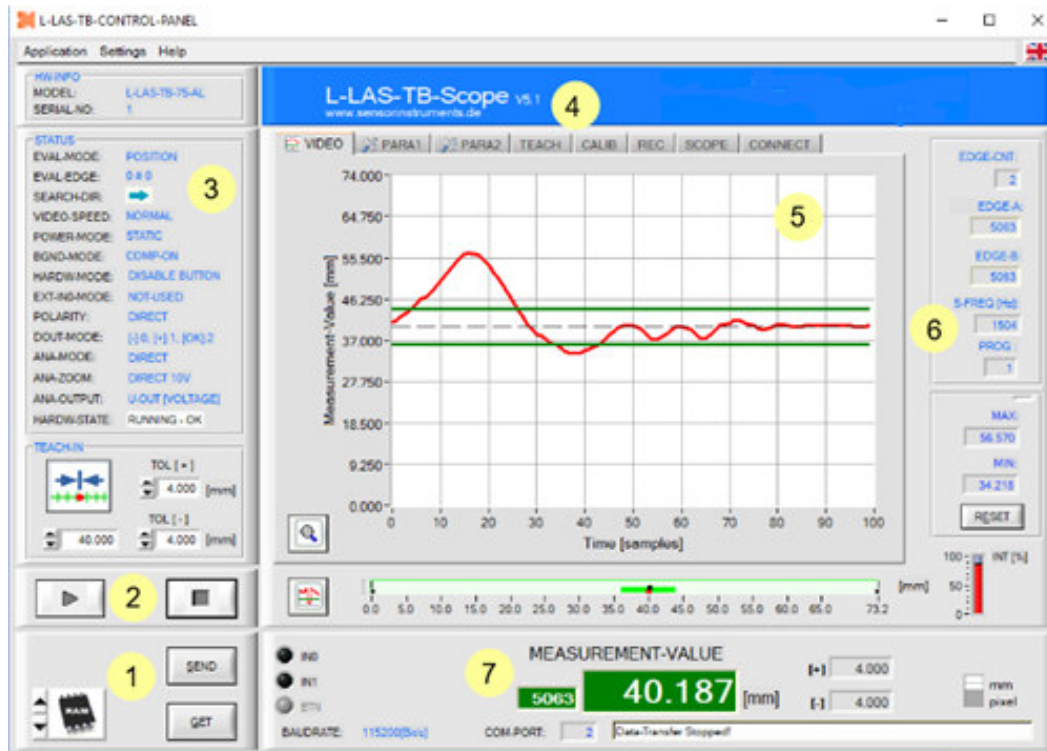 L-LAS-TB-CONTROL-PANEL
Application Settings Help
HW-INFO
MODEL: L-LAS-TB-75-AL
SERIAL-NO: 1
L-LAS-TB-Scope V5.1
www.sensorinstruments.de
4
STATUS
EVAL-MODE: POSITION
EVAL-EDGE: 0 # 0
SEARCH-DIR:
VIDEO-SPEED: NORMAL
POWER-MODE: STATIC
BGND-MODE: COMP-ON
HARDW-MODE: DISABLE BUTTON
EXT-IN0-MODE: NOT-USED
POLARITY: DIRECT
DOUT-MODE: [-] 0, [+] 1, [OK] 2
ANA-MODE: DIRECT
ANA-ZOOM: DIRECT 10V
ANA-OUTPUT: U-OUT [VOLTAGE]
HARDW-STATE: RUNNING - OK
3
TEACH-IN
TOL [+]
4.000 [mm]
TOL [-]
40.000 4.000 [mm]
2
1
SEND
GET
RAM
VIDEO PARA1 PARA2 TEACH CALIB REC SCOPE CONNECT
5
Measurement-Value [mm]
74.000
64.750
55.500
46.250
37.000
27.750
18.500
9.250
0.000
0 10 20 30 40 50 60 70 80 90 100
Time [samples]
EDGE-CNT:
2
EDGE-A:
5063
EDGE-B:
5063
S-FREQ [Hz]
1504
PROG :
1
6
MAX:
56.570
MIN:
34.218
RESET
100 INT [%]
50
0
[mm]
0.0 5.0 10.0 15.0 20.0 25.0 30.0 35.0 40.0 45.0 50.0 55.0 60.0 65.0 73.2
IN0
IN1
7
MEASUREMENT-VALUE
5063 40.187 [mm]
[+] 4.000
[-] 4.000
mm
pixel
BAUDRATE: 115200[Bits] COM-PORT: 2 Data-Transfer Stopped!